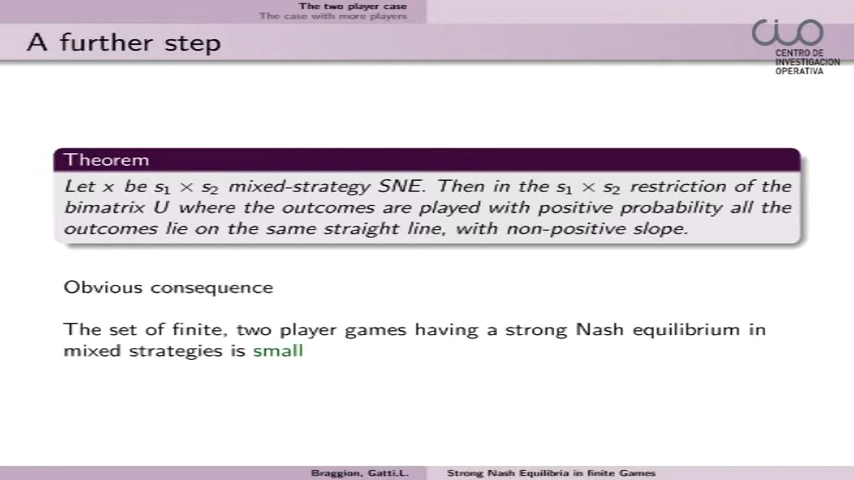 The two player case
The case with more players
A further step
CIO
CENTRO DE
INVESTIGACION
OPERATIVA
Theorem
Let x be s₁ × s₂ mixed-strategy SNE. Then in the s₁ × s₂ restriction of the
bimatrix U where the outcomes are played with positive probability all the
outcomes lie on the same straight line, with non-positive slope.
Obvious consequence
The set of finite, two player games having a strong Nash equilibrium in
mixed strategies is small
Braggion, Gatti,L.
Strong Nash Equilibria in finite Games